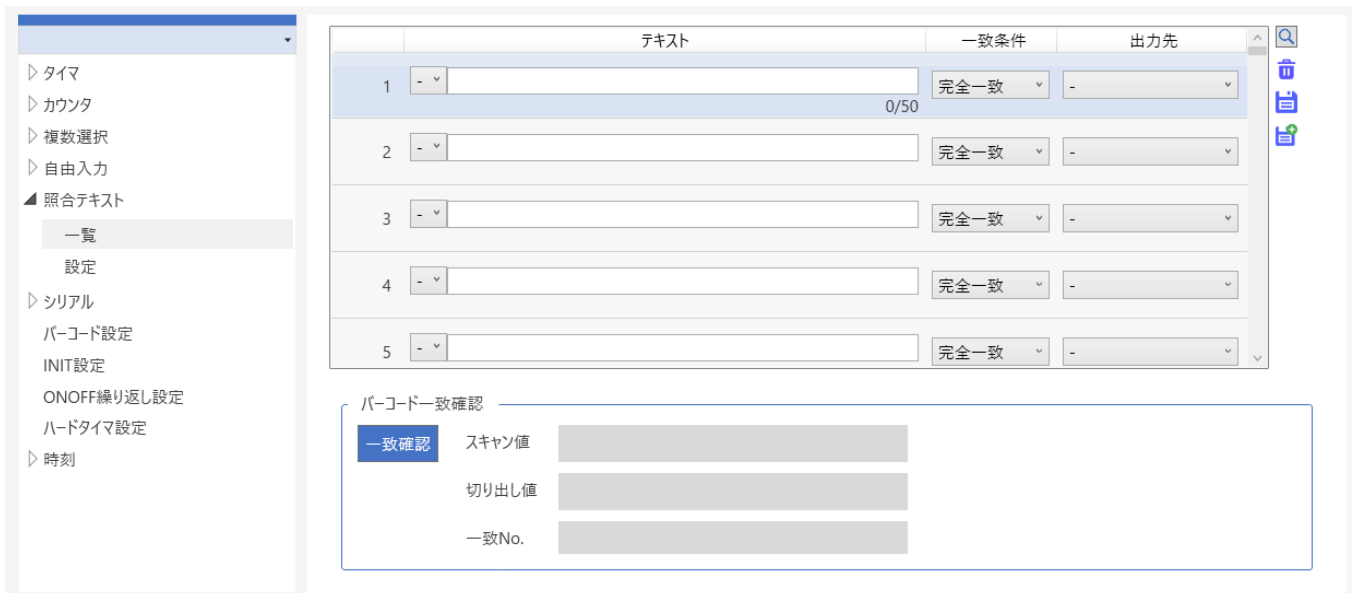 タイマ
カウンタ
複数選択
自由入力
照合テキスト
一覧
設定
シリアル
バーコード設定
INIT設定
ONOFF繰り返し設定
ハードタイマ設定
時刻
テキスト 一致条件 出力先
1 - 完全一致 -
0/50
2 - 完全一致 -
3 - 完全一致 -
4 - 完全一致 -
5 - 完全一致 -
バーコード一致確認
一致確認 スキャン値
切り出し値
一致No.